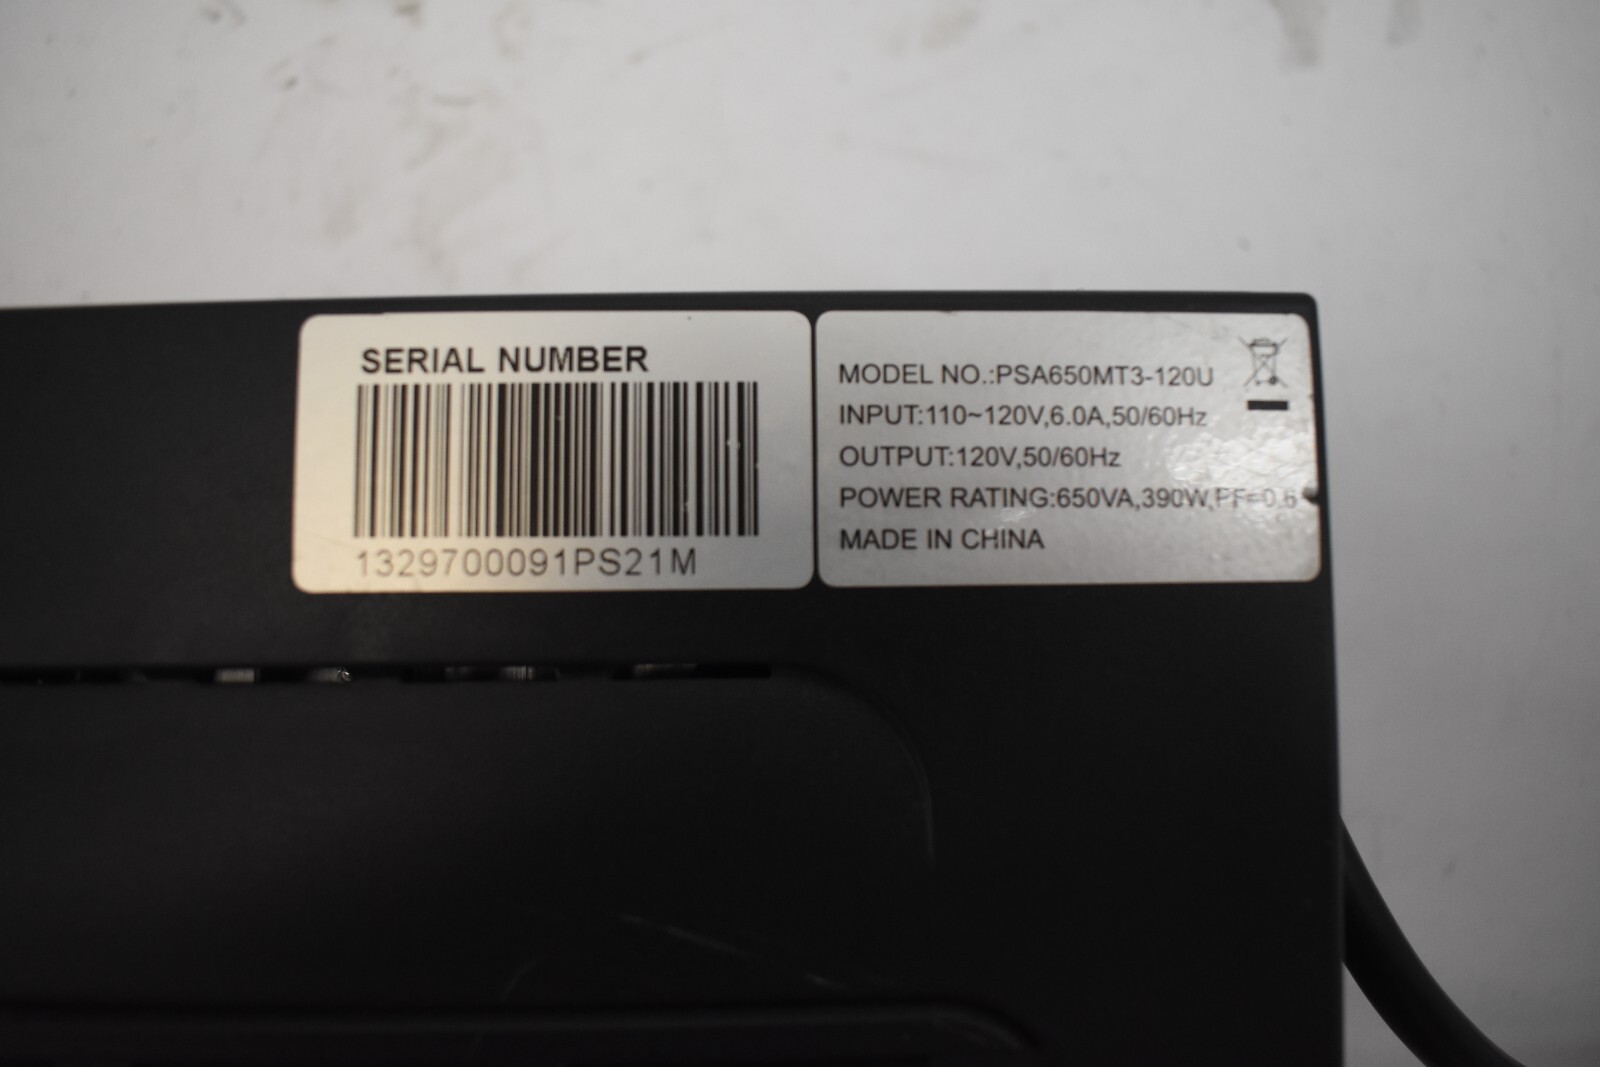 SERIAL NUMBER
1329700091PS21M
MODEL NO.:PSA650MT3-120U
INPUT:110~120V,6.0A,50/60Hz
OUTPUT:120V,50/60Hz
POWER RATING:650VA,390W,PF=0.6
MADE IN CHINA